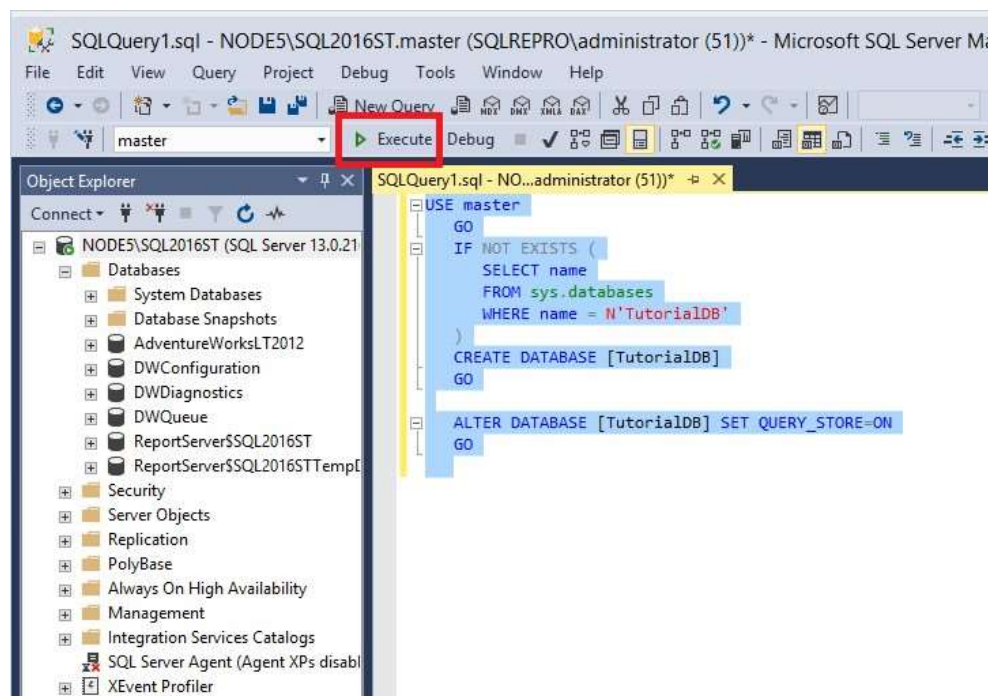 SQLQuery1.sql - NODE5\SQL2016ST.master (SQLREPRO\administrator (51))* - Microsoft SQL Server Ma
File Edit View Query Project Debug Tools Window Help
New Query MDX DMX XMLA DAX
master Execute Debug
Object Explorer
Connect
NODE5\SQL2016ST (SQL Server 13.0.21
Databases
System Databases
Database Snapshots
AdventureWorksLT2012
DWConfiguration
DWDiagnostics
DWQueue
ReportServer$SQL2016ST
ReportServer$SQL2016STTemp
Security
Server Objects
Replication
PolyBase
Always On High Availability
Management
Integration Services Catalogs
SQL Server Agent (Agent XPs disabl
XEvent Profiler
SQLQuery1.sql - NO...administrator (51))*
USE master
GO
IF NOT EXISTS (
SELECT name
FROM sys.databases
WHERE name = N'TutorialDB'
)
CREATE DATABASE [TutorialDB]
GO
ALTER DATABASE [TutorialDB] SET QUERY_STORE=ON
GO